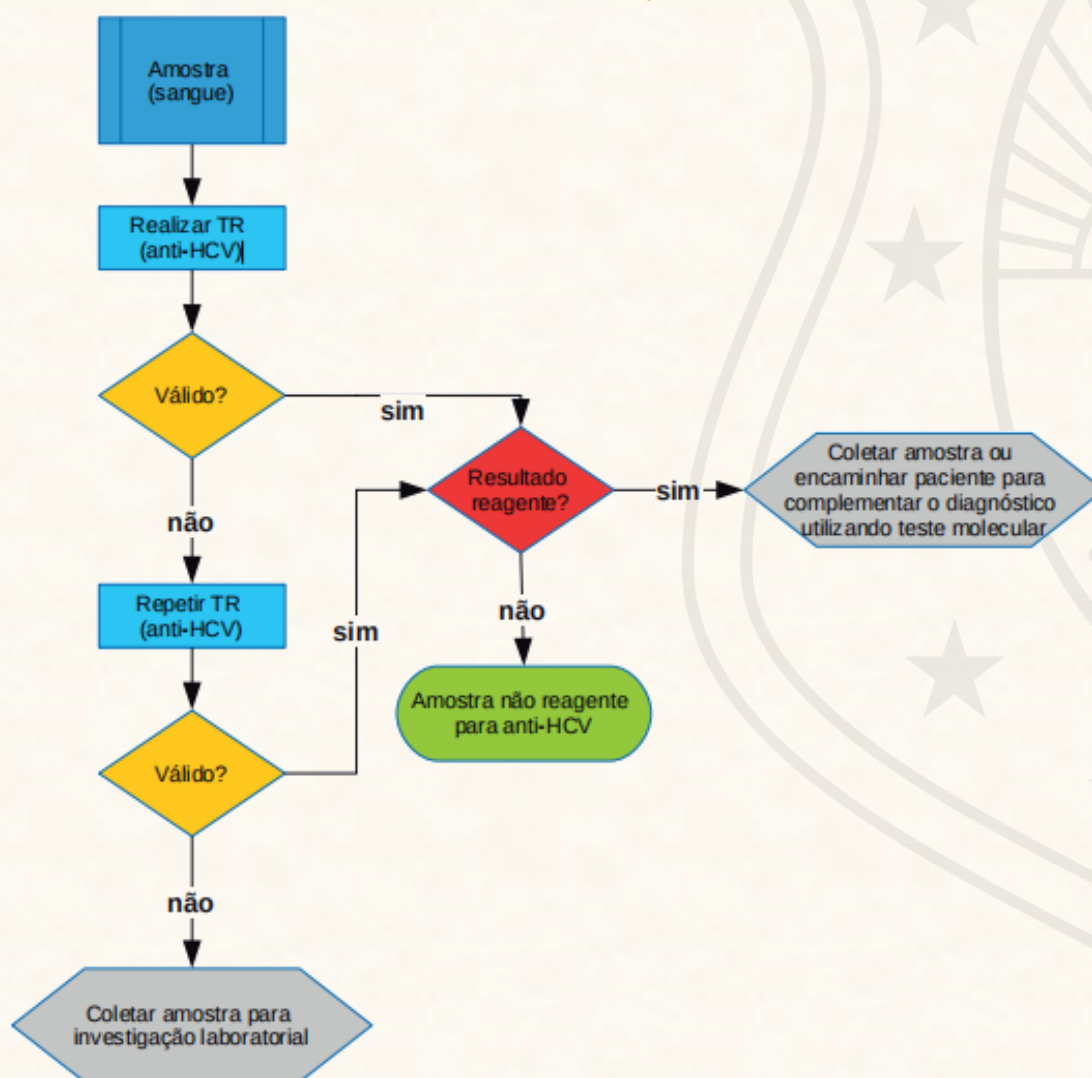 Amostra
(sangue)
Realizar TR
(anti-HCV)
Válido?
sim
não
Resultado
reagente?
sim
Coletar amostra ou
encaminhar paciente para
complementar o diagnóstico
utilizando teste molecular
não
Amostra não reagente
para anti-HCV
Repetir TR
(anti-HCV)
sim
Válido?
não
Coletar amostra para
investigação laboratorial